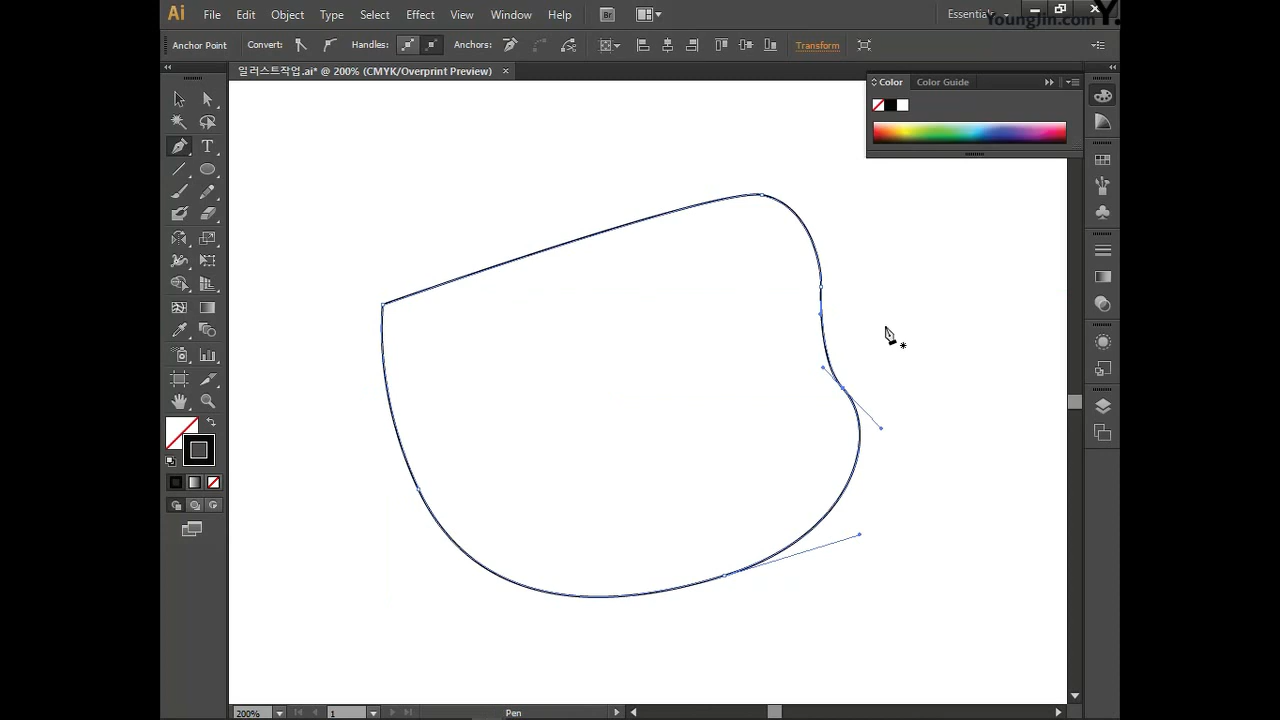 Ai File Edit Object Type Select Effect View Window Help Br Essentials
YoungJin.com Y.
Anchor Point Convert: Handles: Anchors: Transform
일러스트작업.ai* @ 200% (CMYK/Overprint Preview) ×
Color Color Guide
T
200% 1 Pen